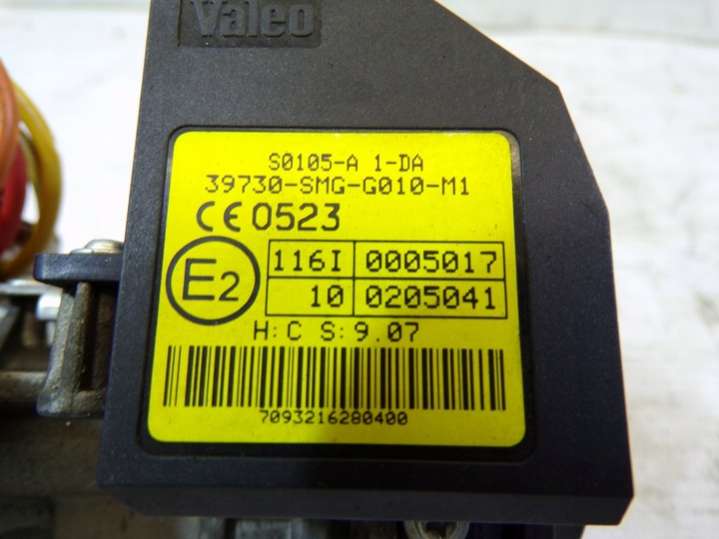 Valeo
S0105-A 1-DA
39730-SMG-G010-M1
CE 0523
E2
116I 0005017
10 0205041
H: C S: 9.07
7093216280400